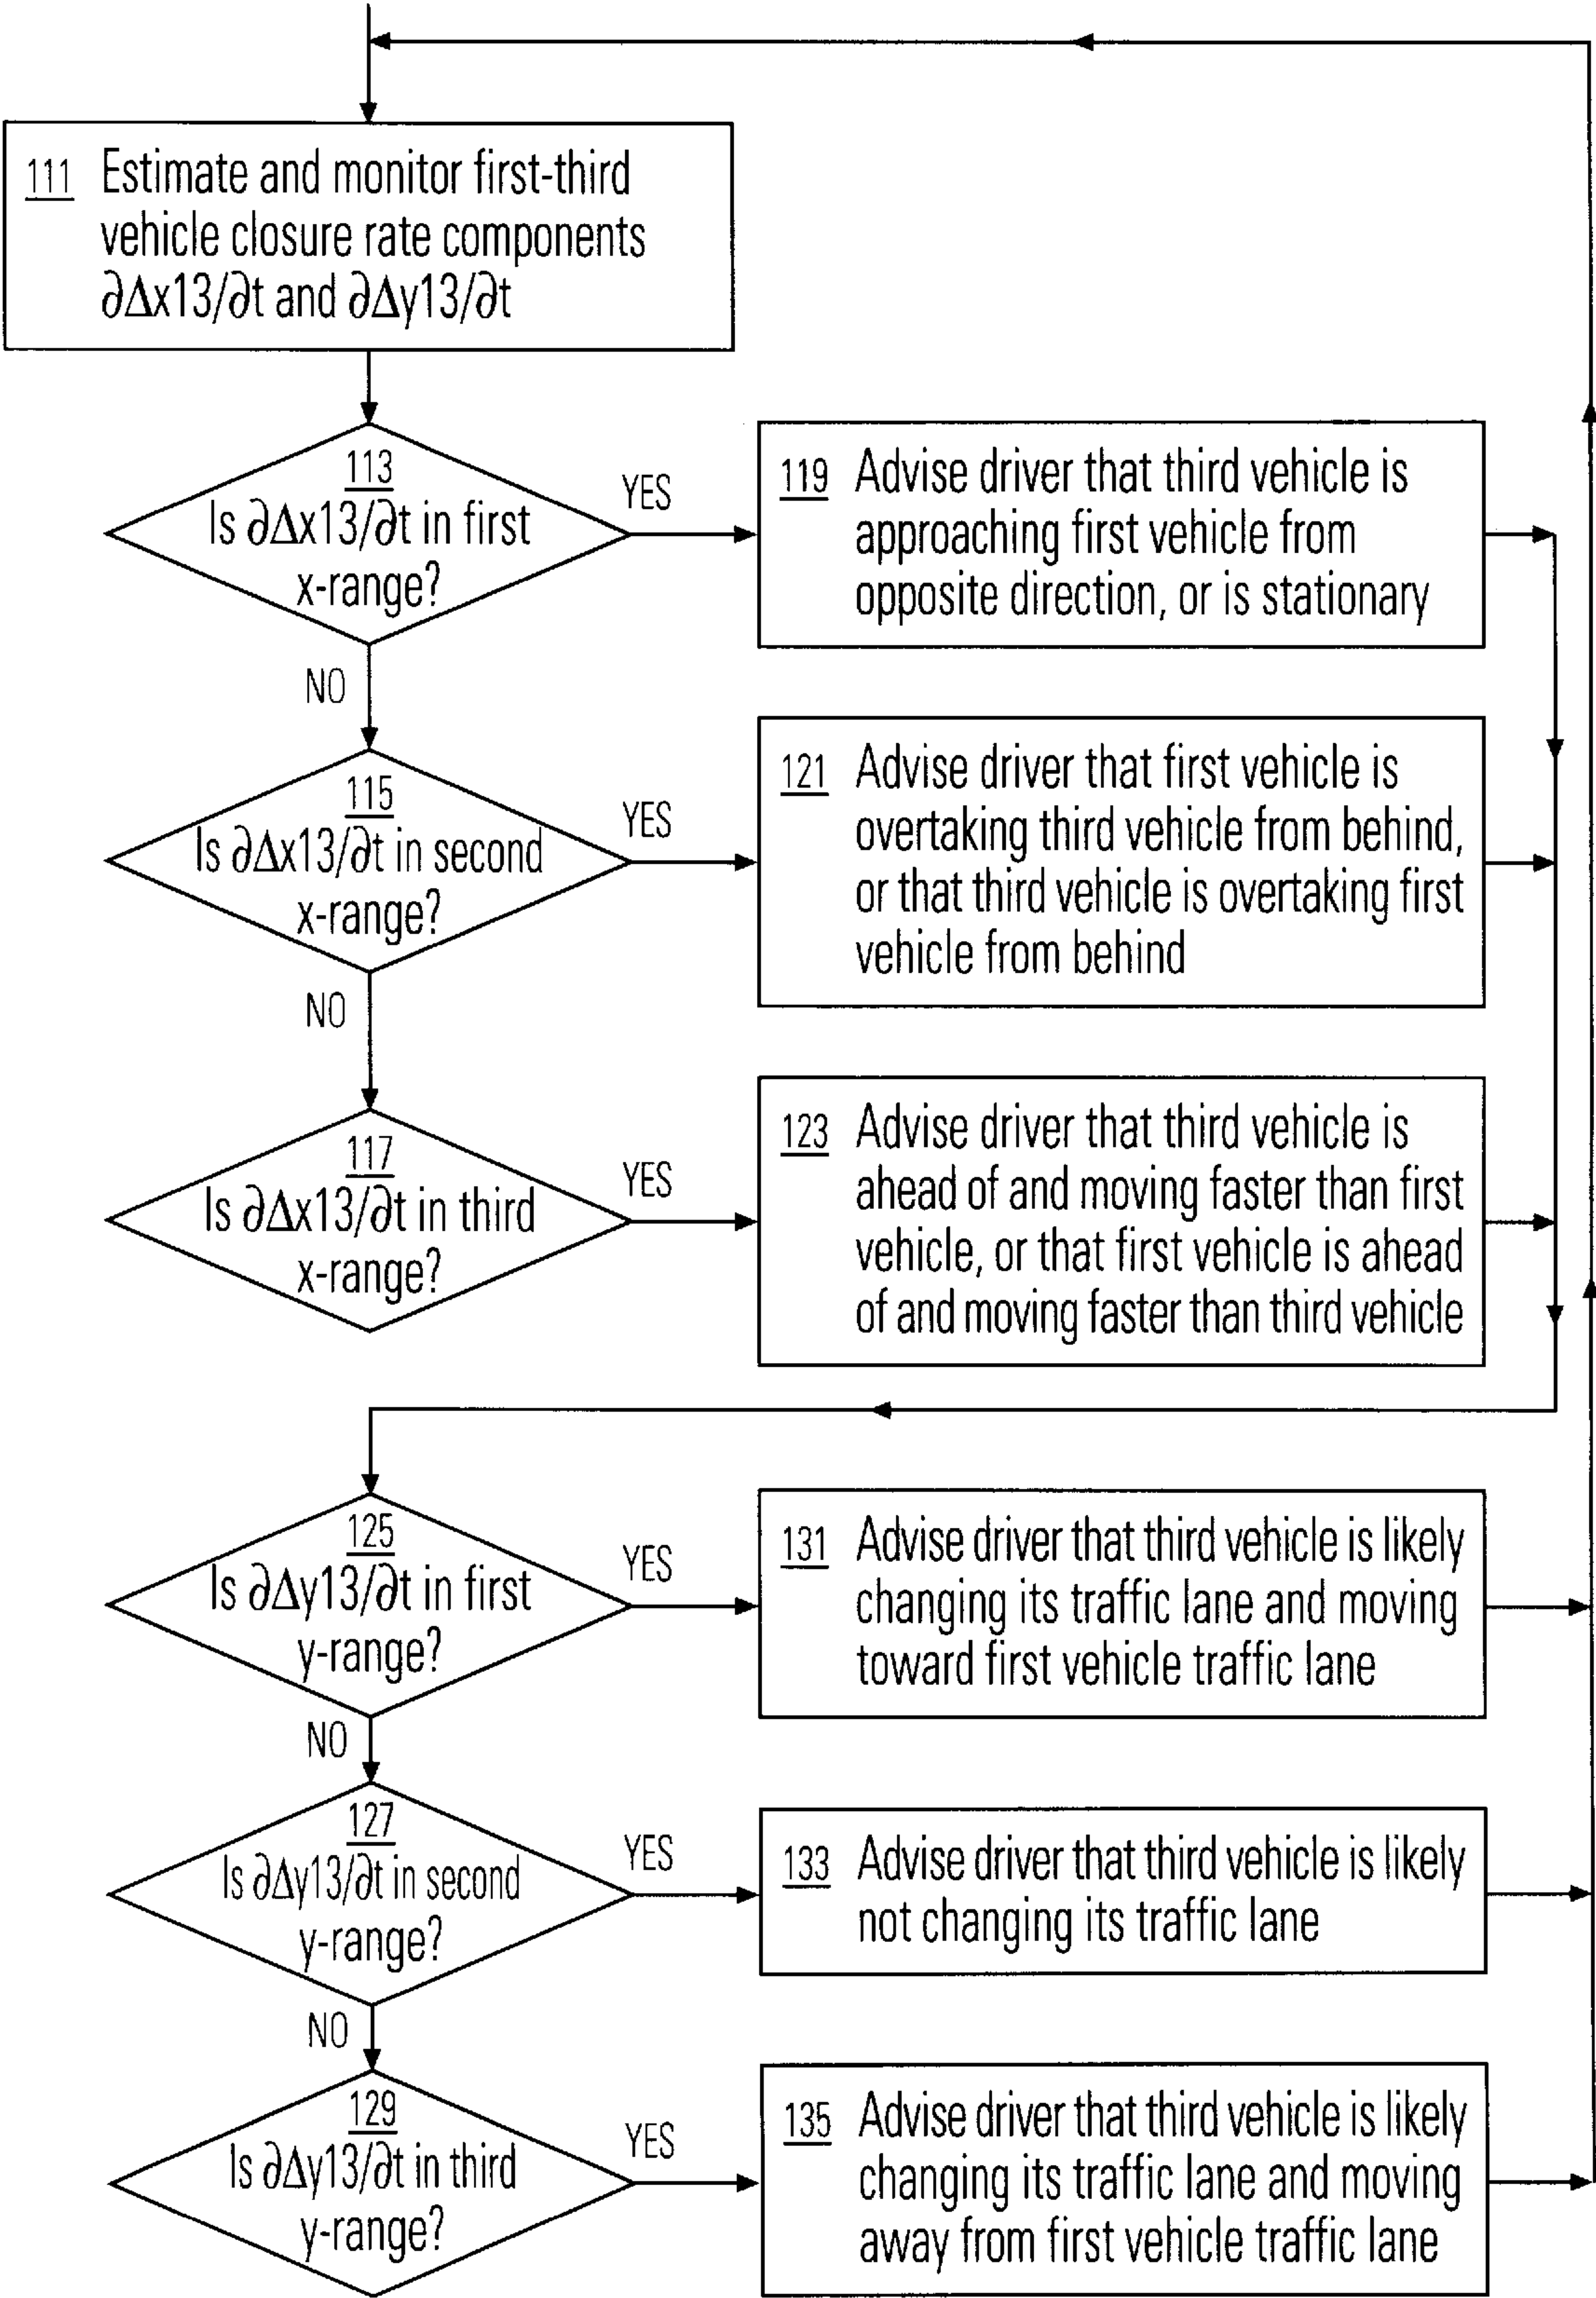 111 Estimate and monitor first-third
vehicle closure rate components
∂Δx13/∂t and ∂Δy13/∂t
113
Is ∂Δx13/∂t in first
x-range?
YES
NO
119 Advise driver that third vehicle is
approaching first vehicle from
opposite direction, or is stationary
115
Is ∂Δx13/∂t in second
x-range?
YES
NO
121 Advise driver that first vehicle is
overtaking third vehicle from behind,
or that third vehicle is overtaking first
vehicle from behind
117
Is ∂Δx13/∂t in third
x-range?
YES
123 Advise driver that third vehicle is
ahead of and moving faster than first
vehicle, or that first vehicle is ahead
of and moving faster than third vehicle
125
Is ∂Δy13/∂t in first
y-range?
YES
NO
131 Advise driver that third vehicle is likely
changing its traffic lane and moving
toward first vehicle traffic lane
127
Is ∂Δy13/∂t in second
y-range?
YES
NO
133 Advise driver that third vehicle is likely
not changing its traffic lane
129
Is ∂Δy13/∂t in third
y-range?
YES
135 Advise driver that third vehicle is likely
changing its traffic lane and moving
away from first vehicle traffic lane